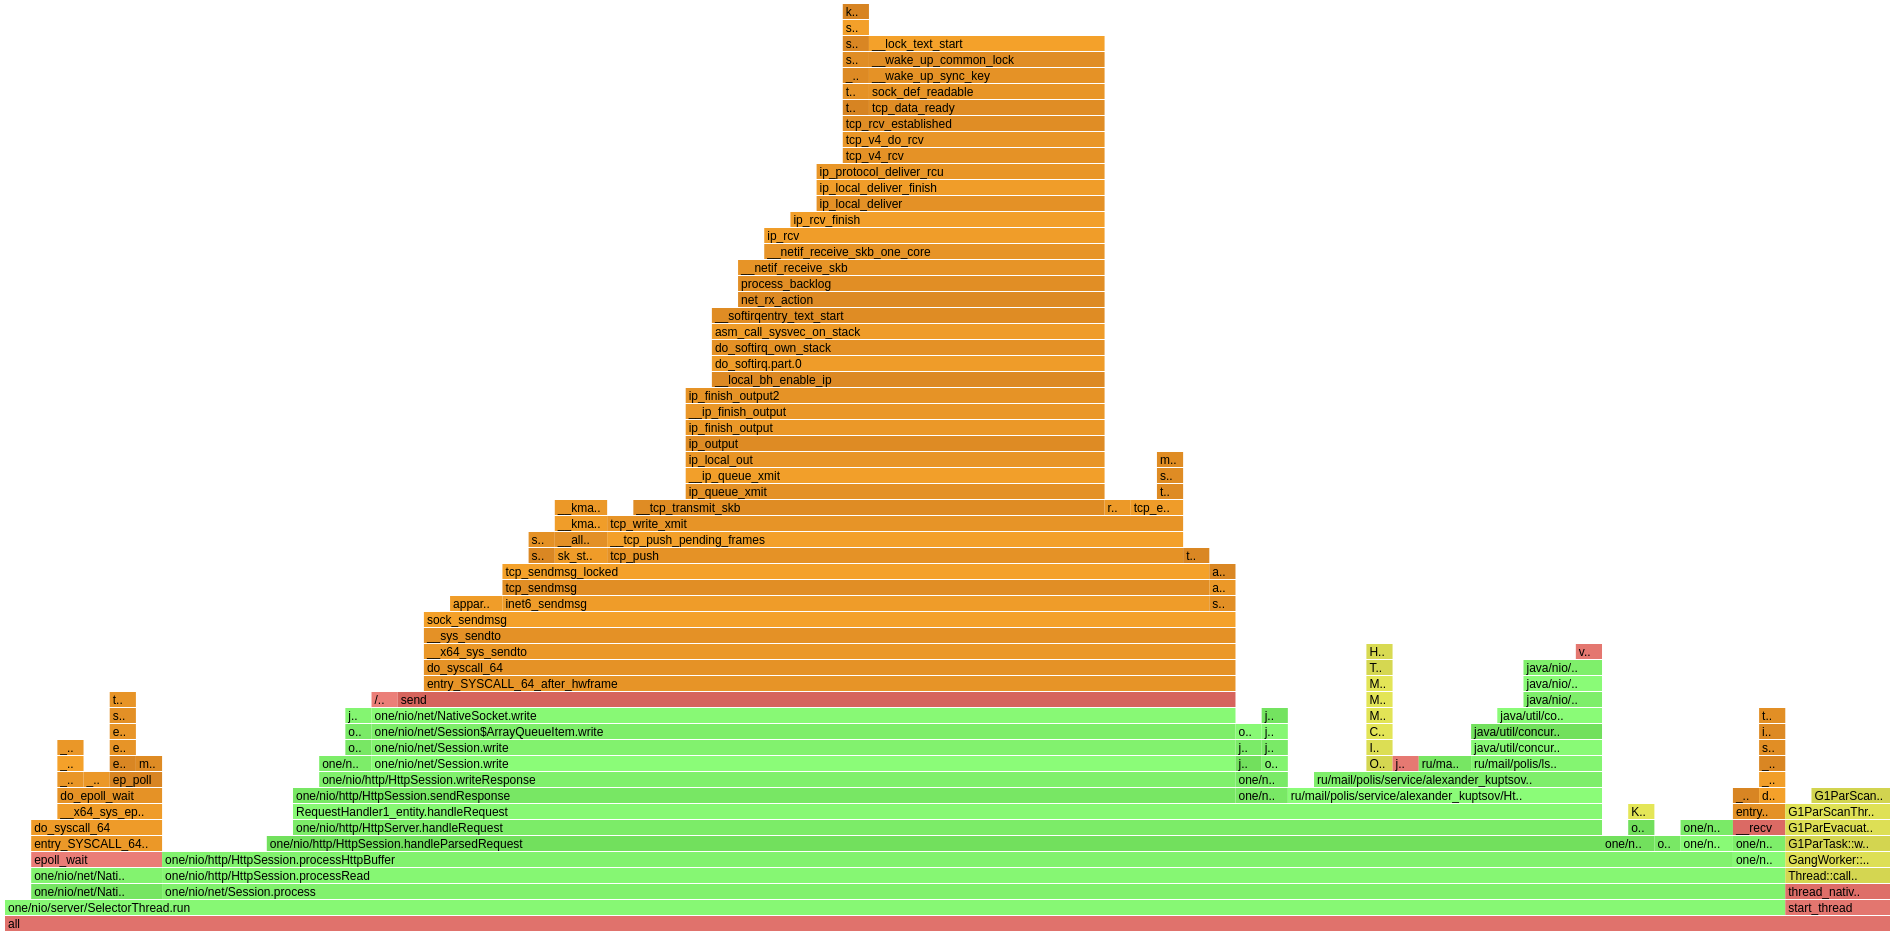 k..
s..
s.. __lock_text_start
s.. __wake_up_common_lock
_.. __wake_up_sync_key
t.. sock_def_readable
t.. tcp_data_ready
tcp_rcv_established
tcp_v4_do_rcv
tcp_v4_rcv
ip_protocol_deliver_rcu
ip_local_deliver_finish
ip_local_deliver
ip_rcv_finish
ip_rcv
__netif_receive_skb_one_core
__netif_receive_skb
process_backlog
net_rx_action
__softirqentry_text_start
asm_call_sysvec_on_stack
do_softirq_own_stack
do_softirq.part.0
__local_bh_enable_ip
ip_finish_output2
__ip_finish_output
ip_finish_output
ip_output
ip_local_out m..
__ip_queue_xmit s..
ip_queue_xmit t..
__kma.. __tcp_transmit_skb r.. tcp_e..
__kma.. tcp_write_xmit
s.. __all.. __tcp_push_pending_frames
s.. sk_st.. tcp_push t..
tcp_sendmsg_locked a..
tcp_sendmsg a..
appar.. inet6_sendmsg s..
sock_sendmsg
__sys_sendto
__x64_sys_sendto H.. v..
do_syscall_64 T.. java/nio/..
entry_SYSCALL_64_after_hwframe M.. java/nio/..
t.. /.. send M.. java/nio/..
s.. j.. one/nio/net/NativeSocket.write j.. M.. java/util/co.. t..
e.. o.. one/nio/net/Session$ArrayQueueItem.write o.. j.. C.. java/util/concur.. i..
_.. e.. o.. one/nio/net/Session.write j.. j.. I.. java/util/concur.. s..
_.. e.. m.. one/n.. one/nio/net/Session.write j.. o.. O.. j.. ru/ma.. ru/mail/polis/ls.. _..
_.. _.. ep_poll one/nio/http/HttpSession.writeResponse one/n.. ru/mail/polis/service/alexander_kuptsov.. _..
do_epoll_wait one/nio/http/HttpSession.sendResponse one/n.. ru/mail/polis/service/alexander_kuptsov/Ht.. _.. d.. G1ParScan..
__x64_sys_ep.. RequestHandler1_entity.handleRequest K.. entry.. G1ParScanThr..
do_syscall_64 one/nio/http/HttpServer.handleRequest o.. one/n.. __recv G1ParEvacuat..
entry_SYSCALL_64.. one/nio/http/HttpSession.handleParsedRequest one/n.. o.. one/n.. one/n.. G1ParTask::w..
epoll_wait one/nio/http/HttpSession.processHttpBuffer one/n.. GangWorker::..
one/nio/net/Nati.. one/nio/http/HttpSession.processRead Thread::call..
one/nio/net/Nati.. one/nio/net/Session.process thread_nativ..
one/nio/server/SelectorThread.run start_thread
all